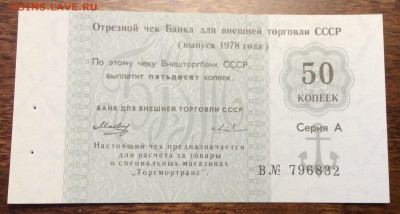 COINS.LAVE.RU
Отрезной чек Банка для внешней торговли СССР
(выпуск 1978 года)
По этому чеку Внешторгбанк СССР
выплатит пятьдесят копеек.
50
КОПЕЕК
БАНК ДЛЯ ВНЕШНЕЙ ТОРГОВЛИ СССР
Серия А
Настоящий чек предназначается
для расчета за товары
в специальных магазинах
„Торгмортранс".
В № 796832